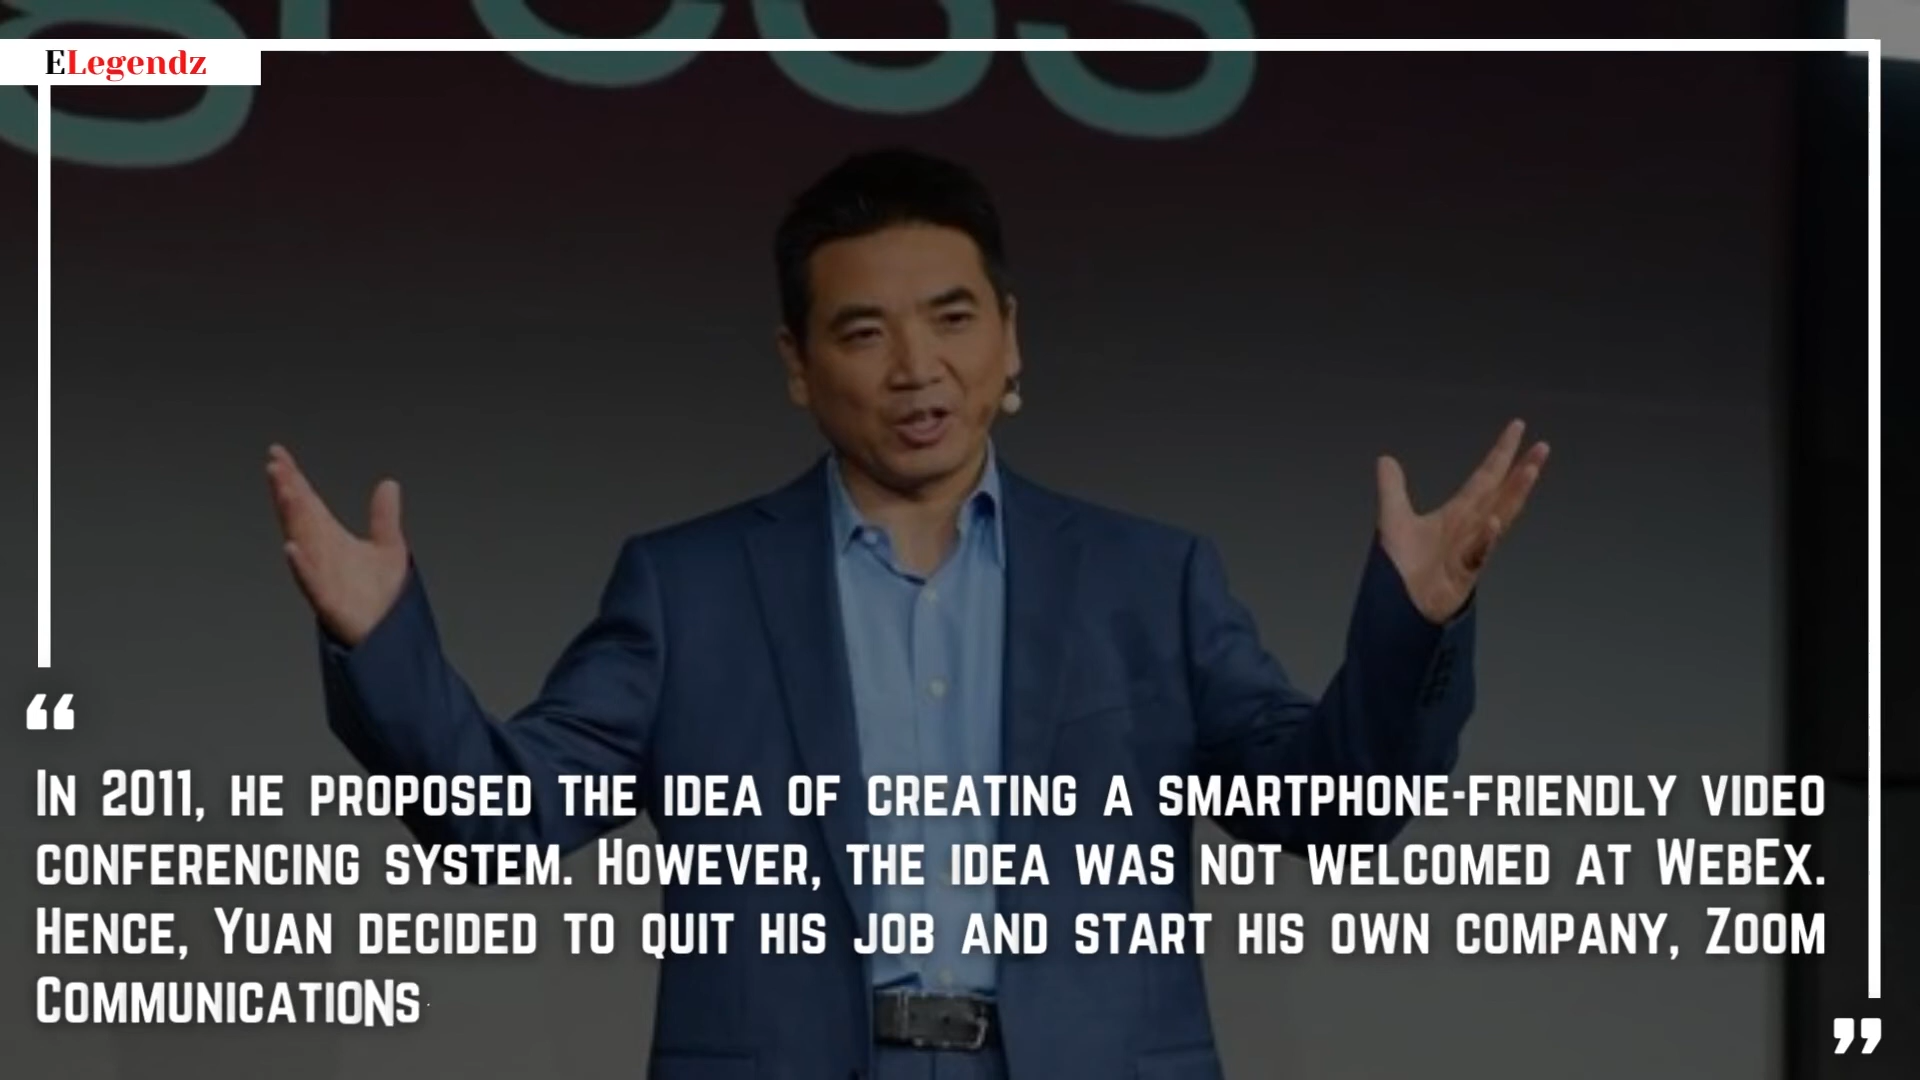 ELegendz
“
In 2011, he proposed the idea of creating a smartphone-friendly video
conferencing system. However, the idea was not welcomed at WebEx.
Hence, Yuan decided to quit his job and start his own company, Zoom
Communications
”